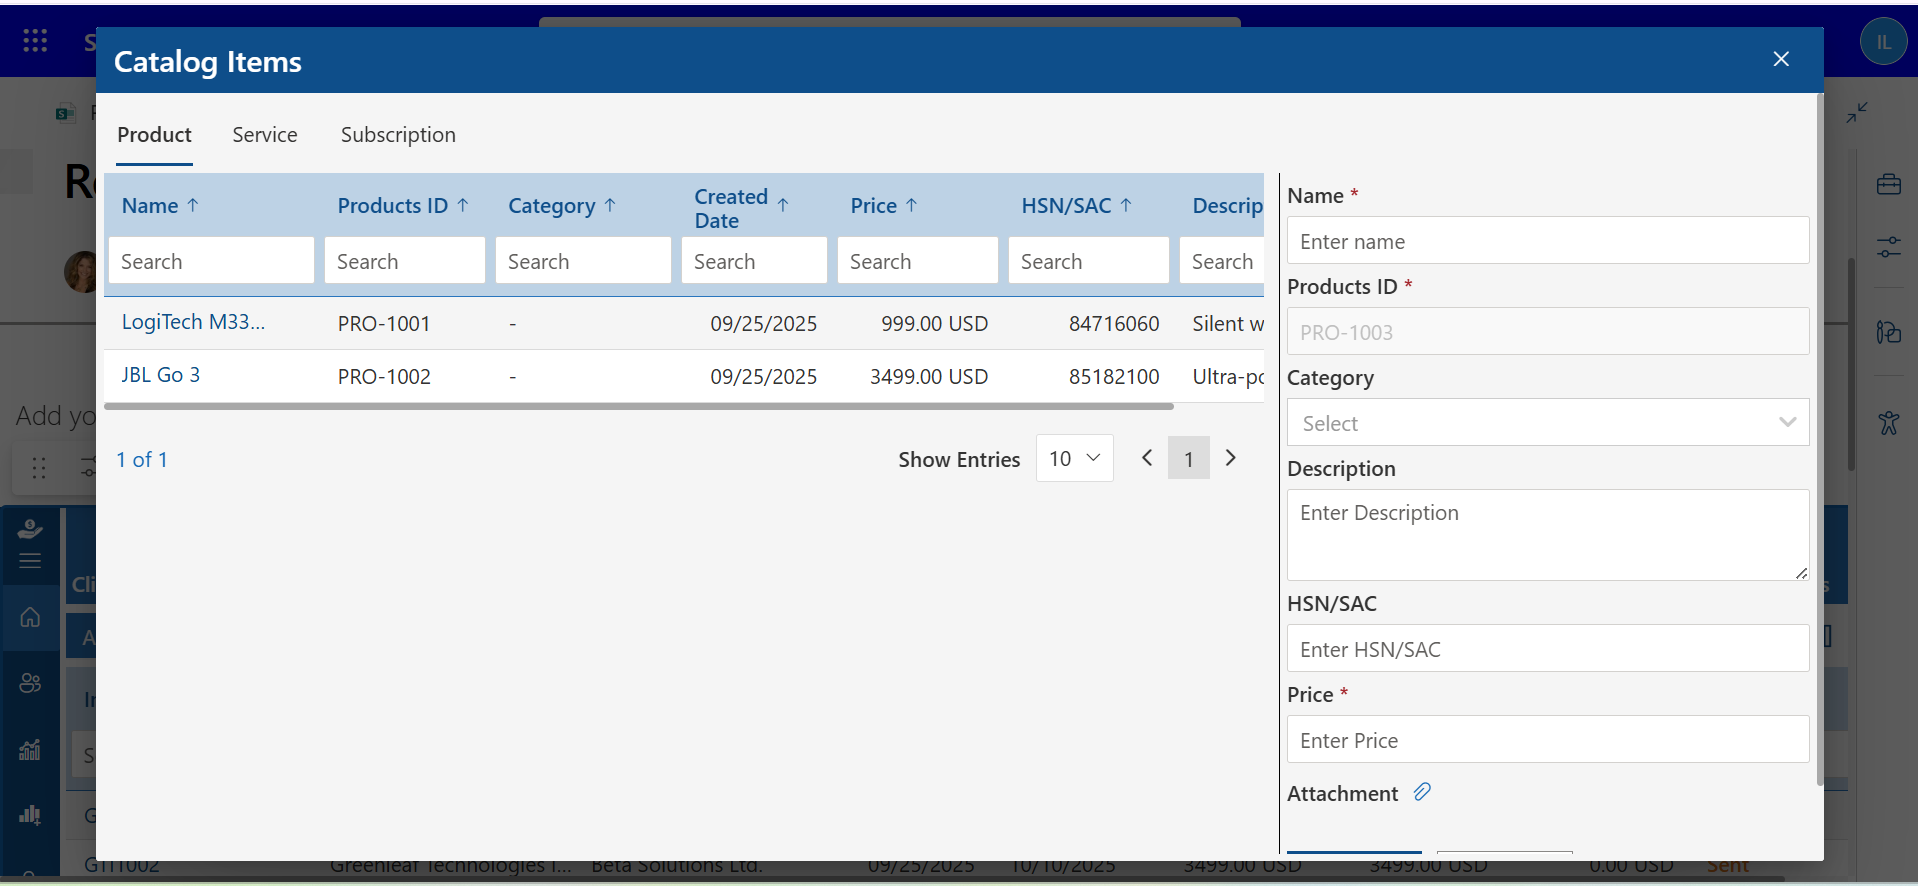 Catalog Items
IL
Product Service Subscription
Name Products ID Category Created Date Price HSN/SAC Descrip
Search Search Search Search Search Search Search
LogiTech M33... PRO-1001 - 09/25/2025 999.00 USD 84716060 Silent w
JBL Go 3 PRO-1002 - 09/25/2025 3499.00 USD 85182100 Ultra-po
1 of 1 Show Entries 10 1
Name *
Enter name
Products ID *
PRO-1003
Category
Select
Description
Enter Description
HSN/SAC
Enter HSN/SAC
Price *
Enter Price
Attachment
Add yo
Cli
Greenleaf Technologies I... Beta Solutions Ltd. 09/25/2025 10/10/2025 3499.00 USD 3499.00 USD 0.00 USD Sent